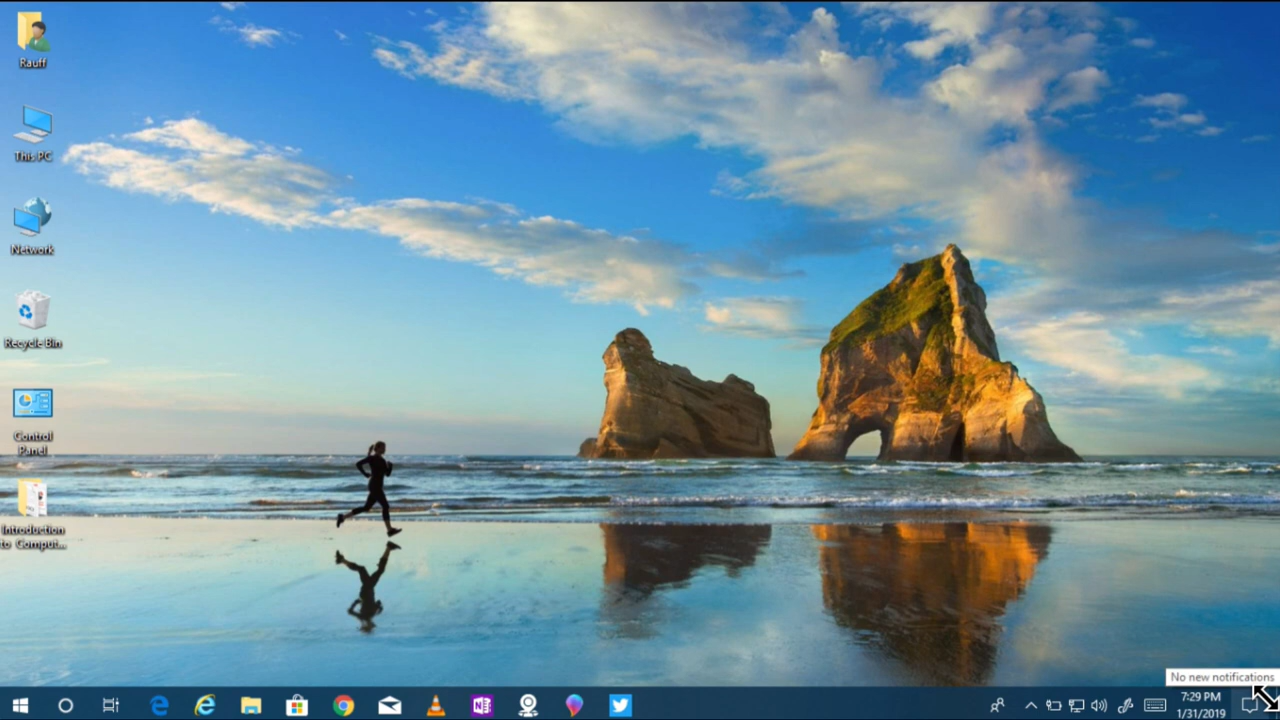 Rauff
This PC
Network
Recycle Bin
Control
Panel
Introduction
to Comput...
No new notifications
7:29 PM
1/31/2019